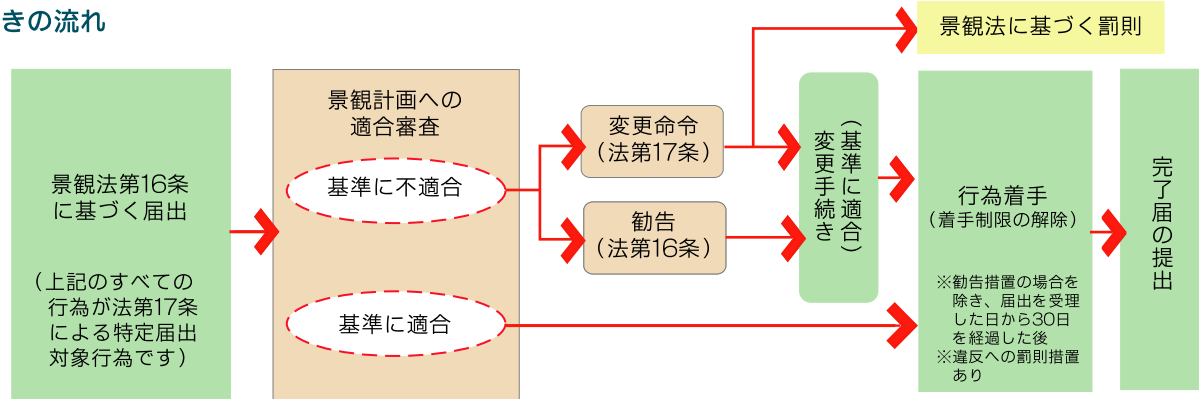 きの流れ
景観法第16条
に基づく届出
（上記のすべての
行為が法第17条
による特定届出
対象行為です）
景観計画への
適合審査
基準に不適合
基準に適合
変更命令
（法第17条）
勧告
（法第16条）
（基準に適合）
変更手続き
景観法に基づく罰則
行為着手
（着手制限の解除）
※勧告措置の場合を
除き、届出を受理
した日から30日
を経過した後
※違反への罰則措置
あり
完了届の提出